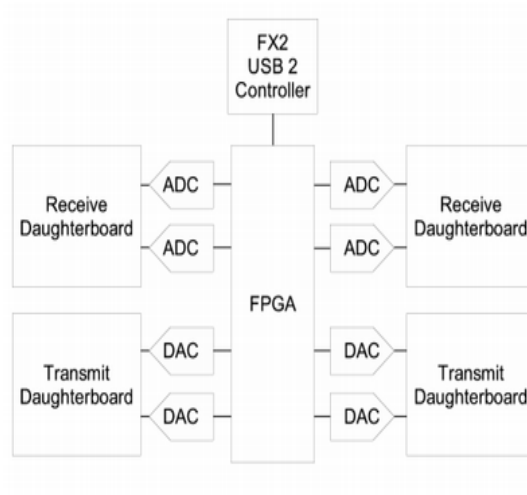 FX2
USB 2
Controller
ADC
ADC
Receive
Daughterboard
Receive
Daughterboard
ADC
ADC
FPGA
DAC
DAC
Transmit
Daughterboard
Transmit
Daughterboard
DAC
DAC